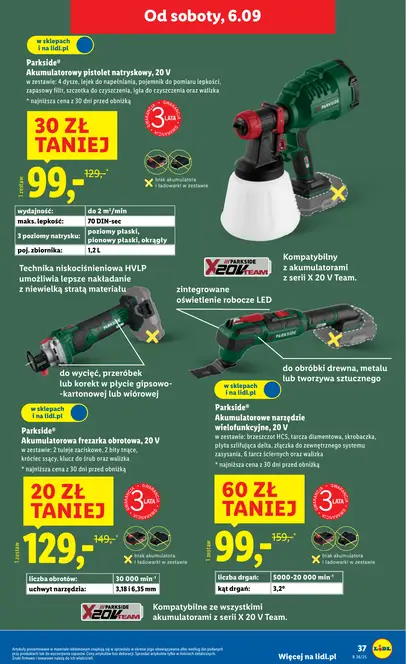 Od soboty, 6.09
w sklepach
i na lidl.pl
Parkside®
Akumulatorowy pistolet natryskowy, 20 V
w zestawie: 4 dysze, lejek do napełniania, pojemnik do pomiaru lepkości,
zapasowy filtr, szczotka do czyszczenia, igła do czyszczenia oraz walizka
* najniższa cena z 30 dni przed obniżką
30 ZŁ
TANIEJ
1 zestaw
99,-
129,-*
GWARANCJA
3 LATA
brak akumulatora
i ładowarki w zestawie
PARKSIDE
wydajność: do 2 m²/min
maks. lepkość: 70 DIN-sec
3 poziomy natrysku: poziomy płaski,
pionowy płaski, okrągły
poj. zbiornika: 1,2 L
Technika niskociśnieniowa HVLP
umożliwia lepsze nakładanie
z niewielką stratą materiału
PARKSIDE
X20V TEAM
Kompatybilny
z akumulatorami
z serii X 20 V Team.
zintegrowane
oświetlenie robocze LED
do wycięć, przeróbek
lub korekt w płycie gipsowo-
-kartonowej lub wiórowej
do obróbki drewna, metalu
lub tworzywa sztucznego
w sklepach
i na lidl.pl
Parkside®
Akumulatorowa frezarka obrotowa, 20 V
w zestawie: 2 tuleje zaciskowe, 2 bity tnące,
króciec ssący, klucz do śrub oraz walizka
* najniższa cena z 30 dni przed obniżką
20 ZŁ
TANIEJ
1 zestaw
129,-
149,-*
GWARANCJA
3 LATA
brak akumulatora
i ładowarki
w zestawie
liczba obrotów: 30 000 min⁻¹
uchwyt narzędzia: 3,18 i 6,35 mm
w sklepach
i na lidl.pl
Parkside®
Akumulatorowe narzędzie
wielofunkcyjne, 20 V
w zestawie: brzeszczot HCS, tarcza diamentowa, skrobaczka,
płyta szlifująca delta, złączka do zewnętrznego systemu
zasysania, 6 tarcz ściernych oraz walizka
* najniższa cena z 30 dni przed obniżką
60 ZŁ
TANIEJ
1 zestaw
99,-
159,-*
GWARANCJA
3 LATA
brak akumulatora
i ładowarki
w zestawie
liczba drgań: 5000-20 000 min⁻¹
kąt drgań: 3,2°
PARKSIDE
X20V TEAM
Kompatybilne ze wszystkimi
akumulatorami z serii X 20 V Team.
Więcej na lidl.pl
37
LIDL